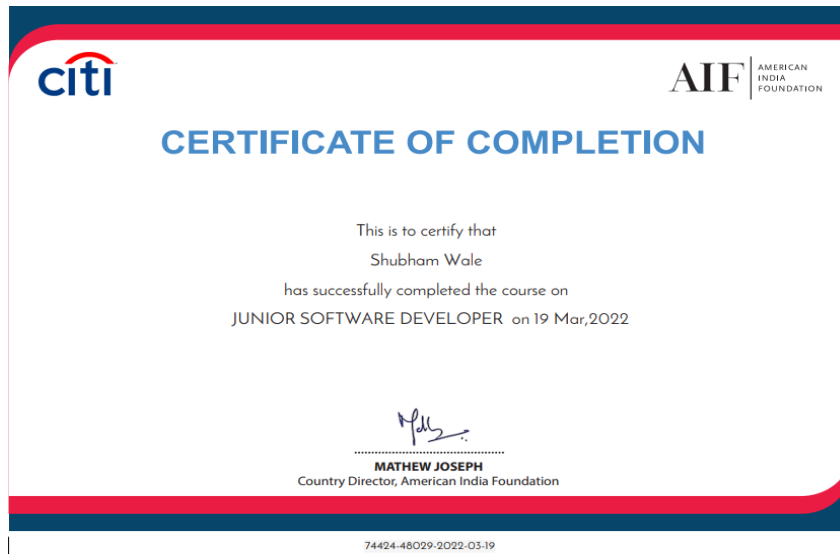 citi
AIF
AMERICAN
INDIA
FOUNDATION
CERTIFICATE OF COMPLETION
This is to certify that
Shubham Wale
has successfully completed the course on
JUNIOR SOFTWARE DEVELOPER on 19 Mar,2022
MATHEW JOSEPH
Country Director, American India Foundation
74424-48029-2022-03-19